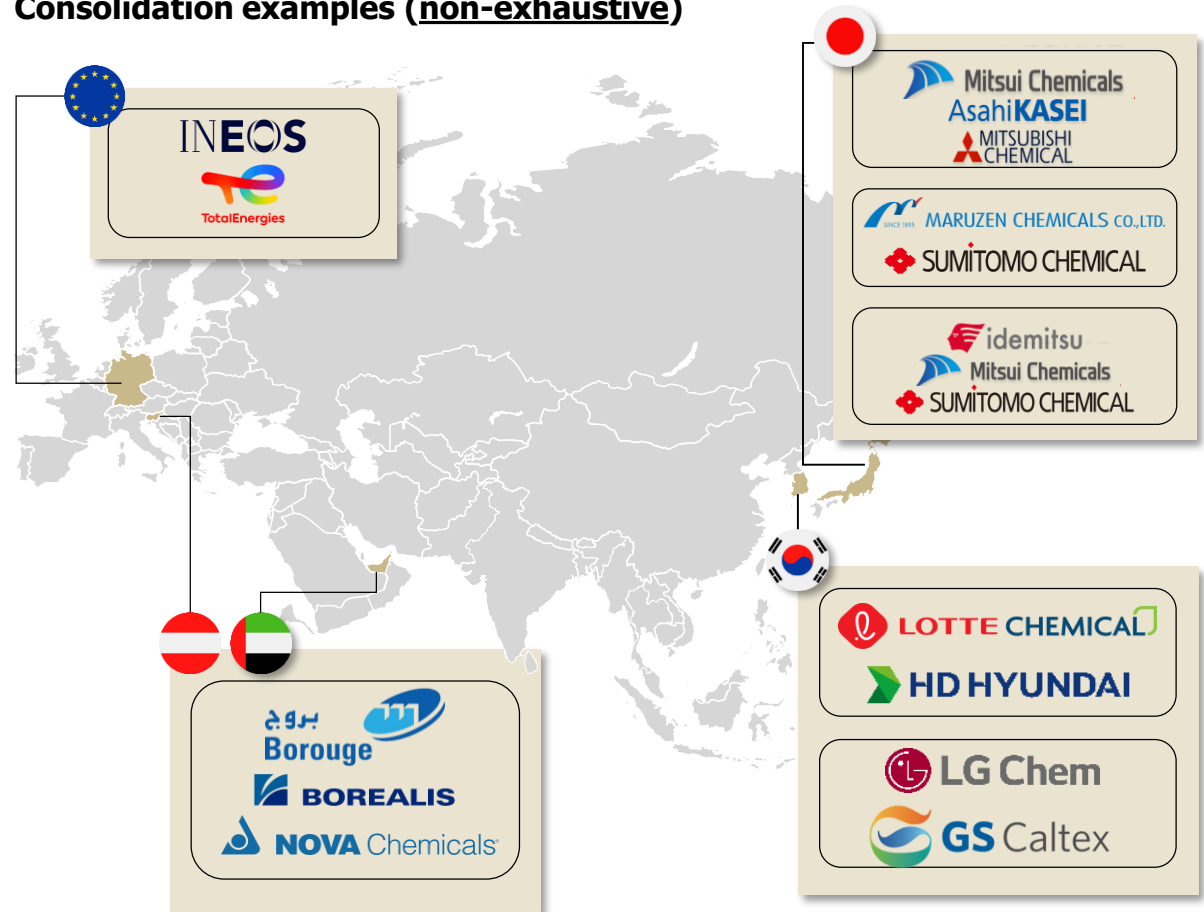 Consolidation examples (non-exhaustive)
INEOS
TotalEnergies
Mitsui Chemicals
AsahiKASEI
MITSUBISHI
CHEMICAL
SINCE 1895 MARUZEN CHEMICALS CO.,LTD.
SUMITOMO CHEMICAL
idemitsu
Mitsui Chemicals
SUMITOMO CHEMICAL
بروج
Borouge
BOREALIS
NOVA Chemicals
LOTTE CHEMICAL
HD HYUNDAI
LG Chem
GS Caltex